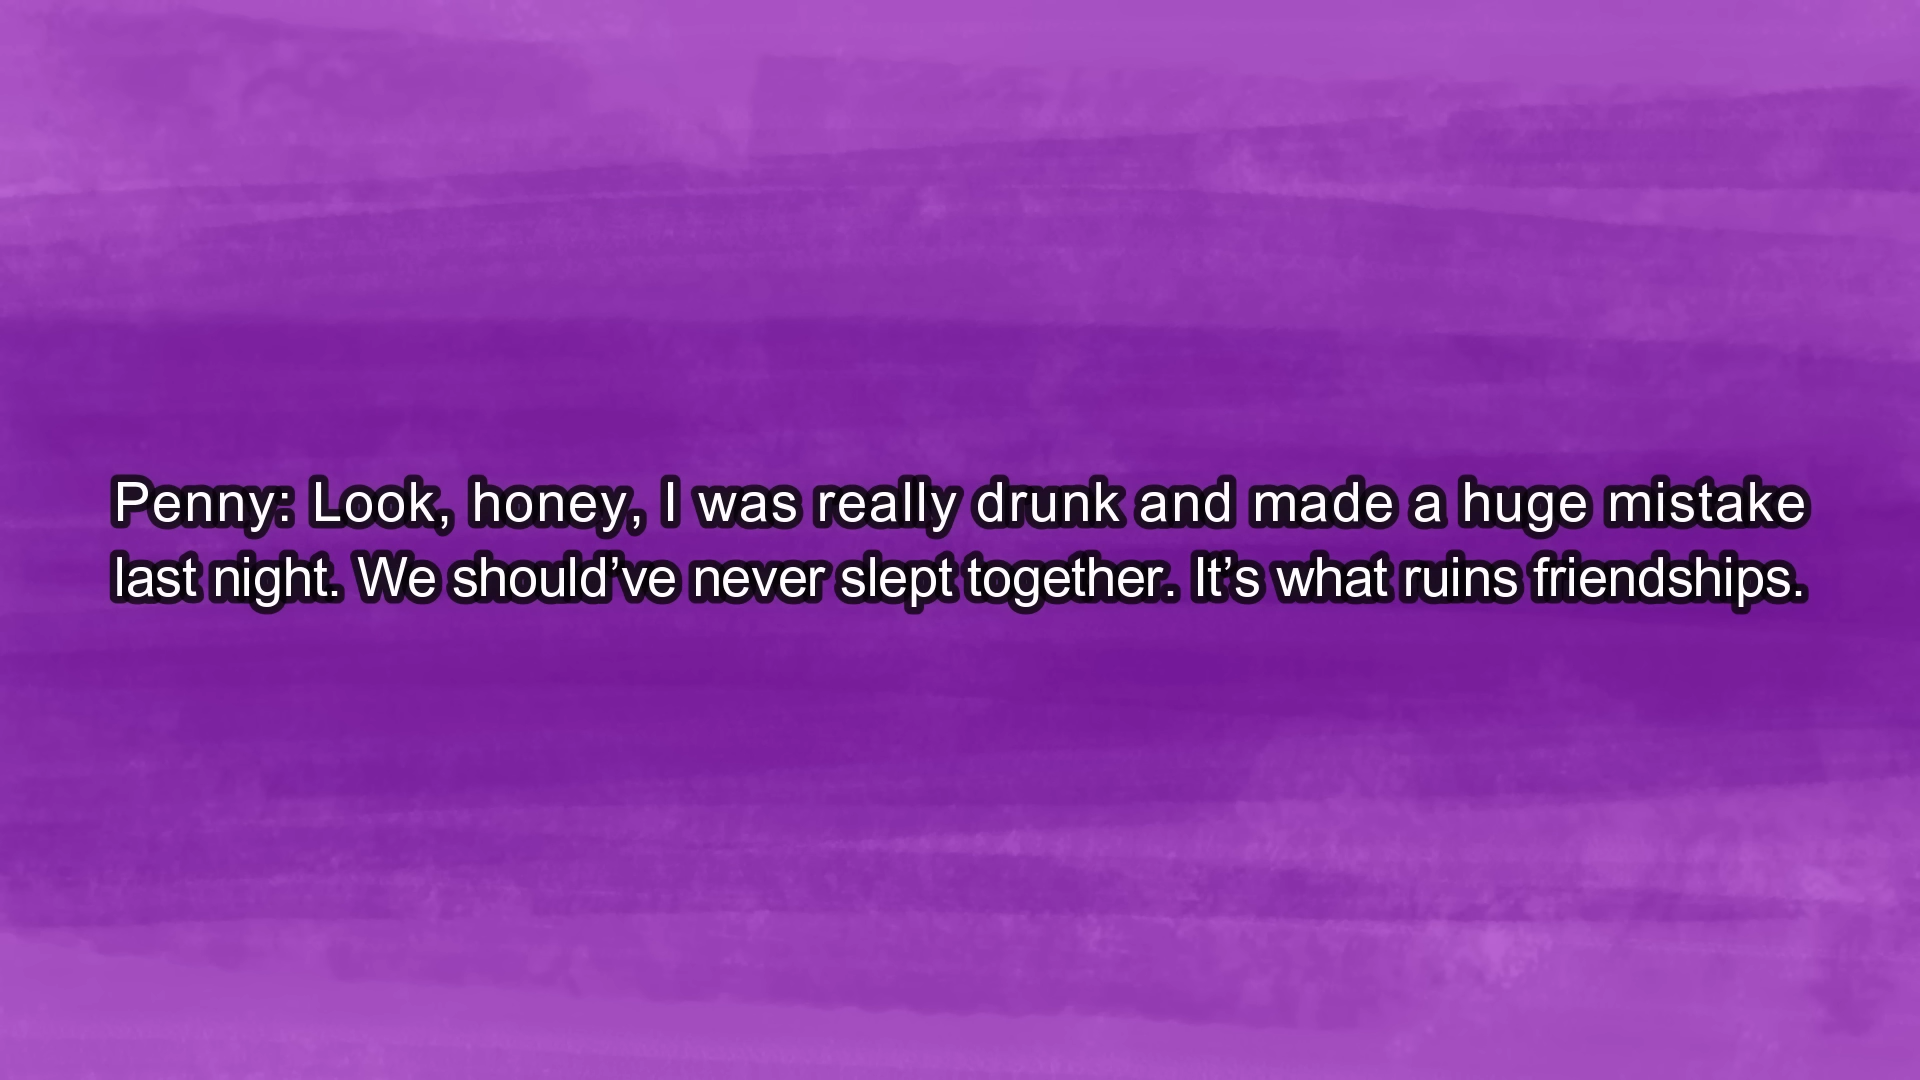 Penny: Look, honey, I was really drunk and made a huge mistake
last night. We should’ve never slept together. It’s what ruins friendships.